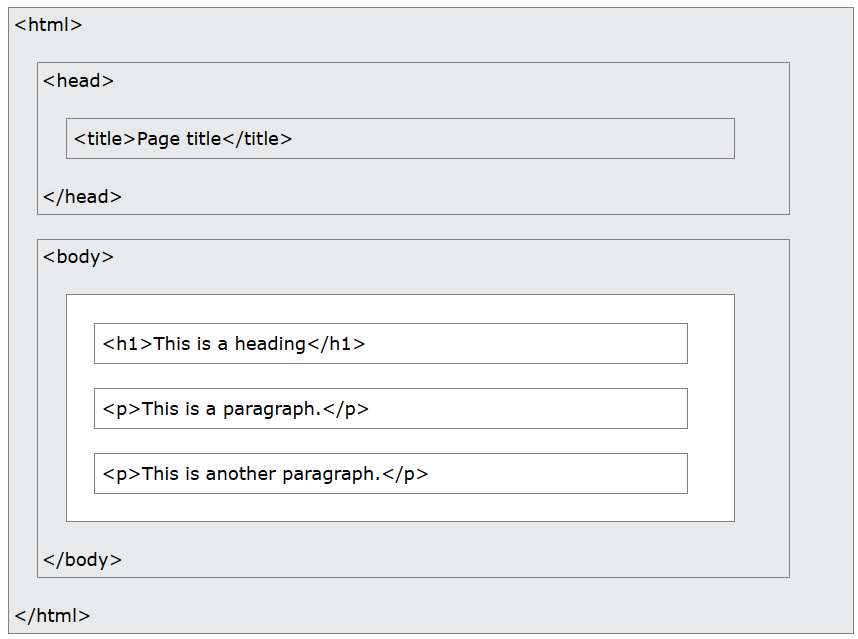 <html>
<head>
<title>Page title</title>
</head>
<body>
<h1>This is a heading</h1>
<p>This is a paragraph.</p>
<p>This is another paragraph.</p>
</body>
</html>